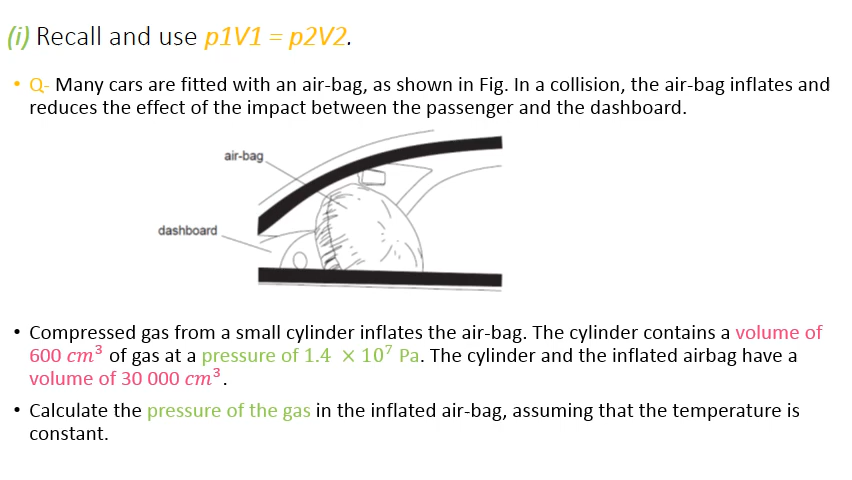 (i) Recall and use p1V1 = p2V2.
• Q- Many cars are fitted with an air-bag, as shown in Fig. In a collision, the air-bag inflates and
reduces the effect of the impact between the passenger and the dashboard.
air-bag
dashboard
• Compressed gas from a small cylinder inflates the air-bag. The cylinder contains a volume of
600 cm³ of gas at a pressure of 1.4 × 10⁷ Pa. The cylinder and the inflated airbag have a
volume of 30 000 cm³.
• Calculate the pressure of the gas in the inflated air-bag, assuming that the temperature is
constant.